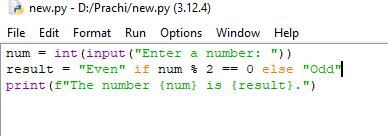 new.py - D:/Prachi/new.py (3.12.4)
File Edit Format Run Options Window Help
num = int(input("Enter a number: "))
result = "Even" if num % 2 == 0 else "Odd"
print(f"The number {num} is {result}.")